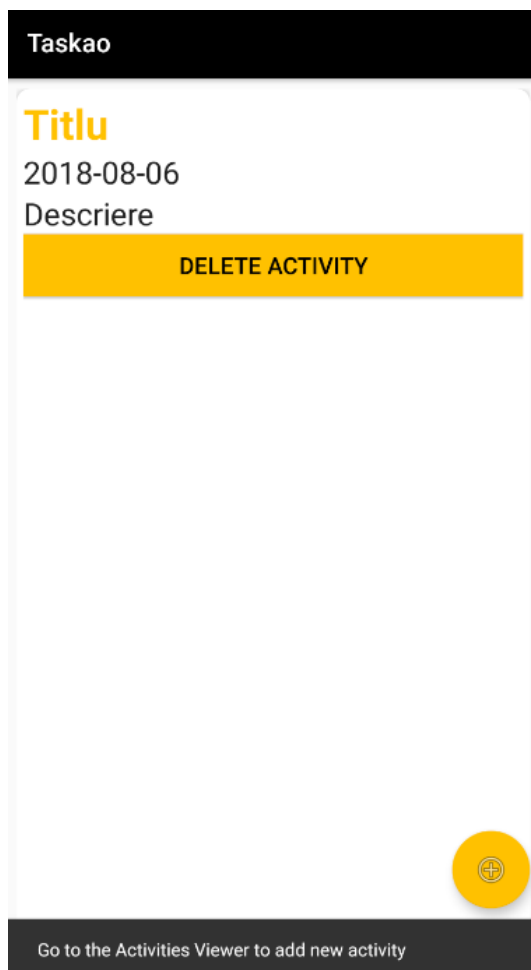 Taskao
Titlu
2018-08-06
Descriere
DELETE ACTIVITY
Go to the Activities Viewer to add new activity